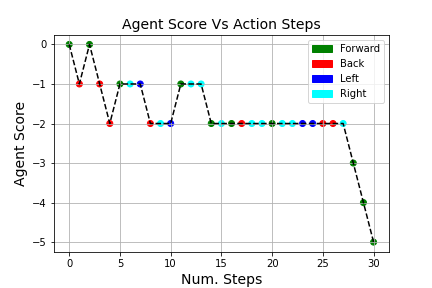 Agent Score Vs Action Steps
Agent Score
0
−1
−2
−3
−4
−5
Forward
Back
Left
Right
0 5 10 15 20 25 30
Num. Steps